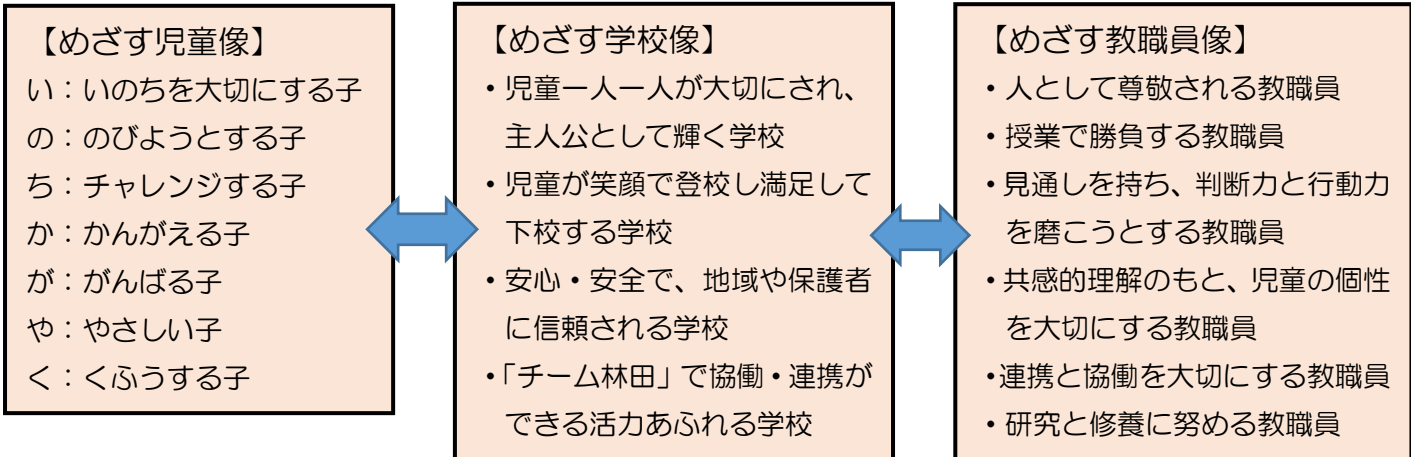 【めざす児童像】
い：いのちを大切にする子
の：のびようとする子
ち：チャレンジする子
か：かんがえる子
が：がんばる子
や：やさしい子
く：くふうする子
【めざす学校像】
・児童一人一人が大切にされ、
主人公として輝く学校
・児童が笑顔で登校し満足して
下校する学校
・安心・安全で、地域や保護者
に信頼される学校
・「チーム林田」で協働・連携が
できる活力あふれる学校
【めざす教職員像】
・人として尊敬される教職員
・授業で勝負する教職員
・見通しを持ち、判断力と行動力
を磨こうとする教職員
・共感的理解のもと、児童の個性
を大切にする教職員
・連携と協働を大切にする教職員
・研究と修養に努める教職員